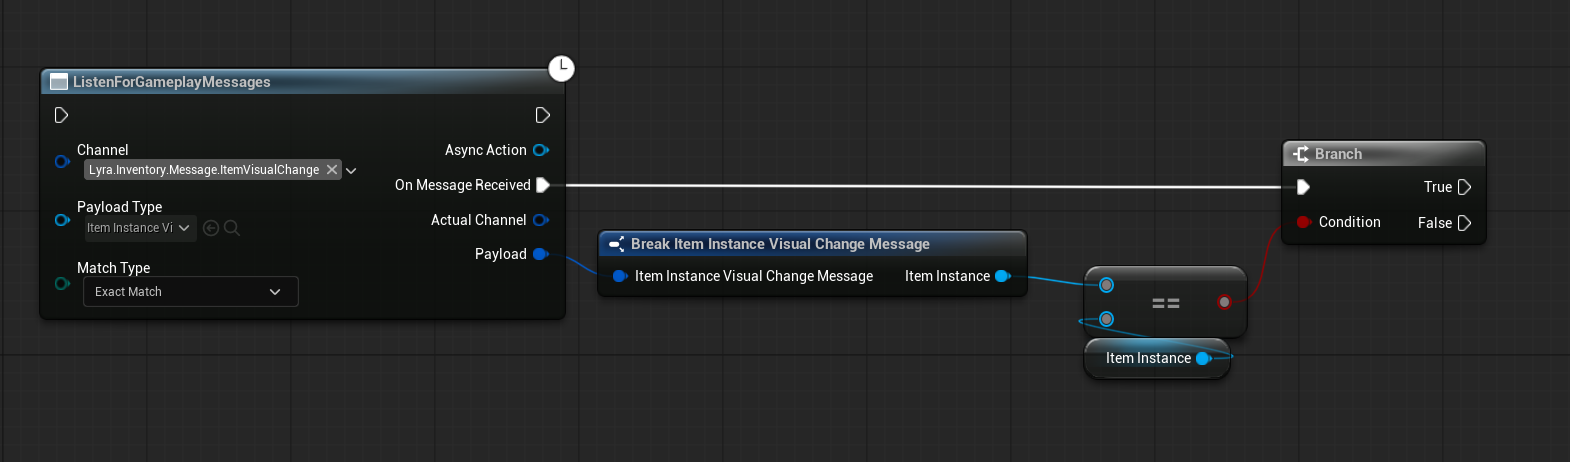 ListenForGameplayMessages
Channel
Lyra.Inventory.Message.ItemVisualChange
Payload Type
Item Instance Vi
Match Type
Exact Match
Async Action
On Message Received
Actual Channel
Payload
Break Item Instance Visual Change Message
Item Instance Visual Change Message Item Instance
==
Item Instance
Branch
True
Condition
False